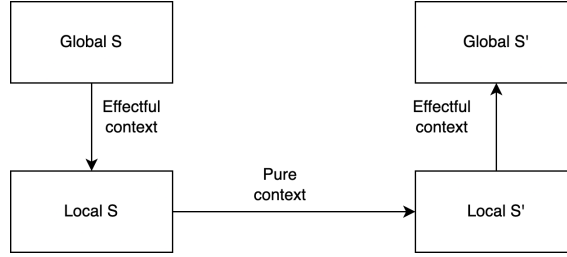 Global S
Global S'
Effectful
context
Effectful
context
Pure
context
Local S
Local S'